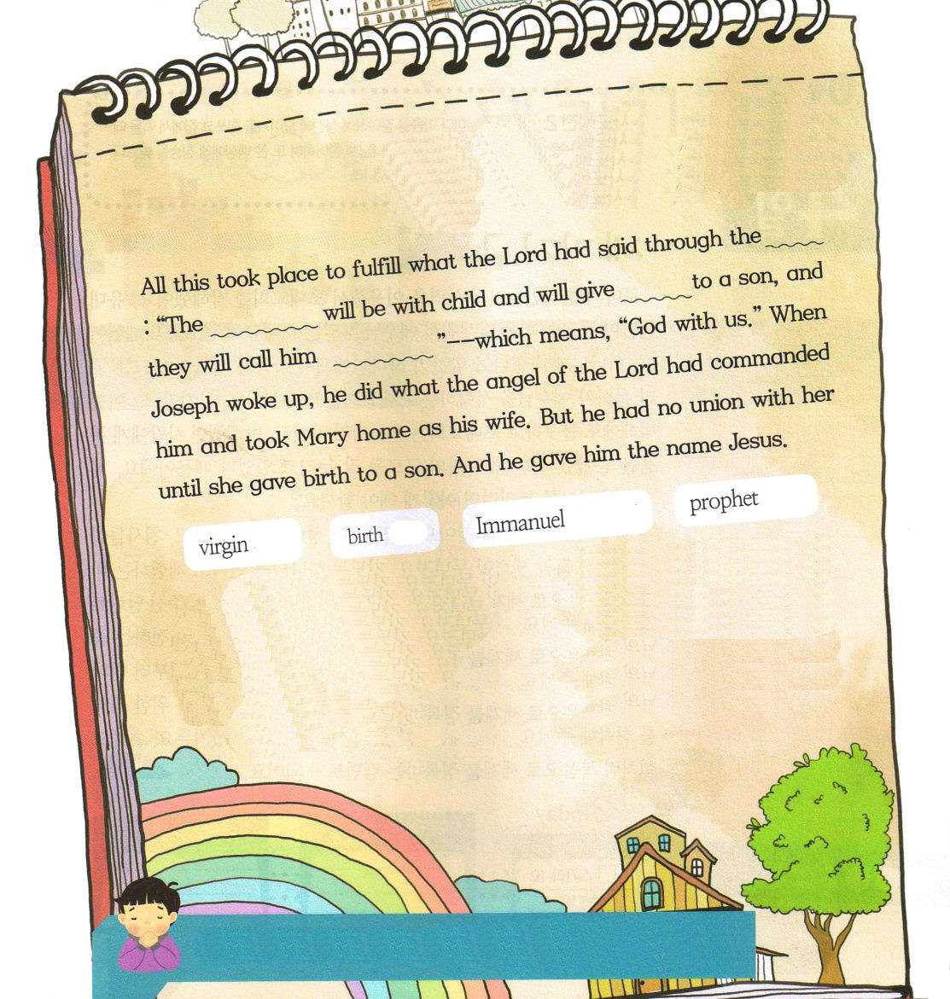 All this took place to fulfill what the Lord had said through the
: “The will be with child and will give to a son, and
they will call him ”--which means, “God with us.” When
Joseph woke up, he did what the angel of the Lord had commanded
him and took Mary home as his wife. But he had no union with her
until she gave birth to a son. And he gave him the name Jesus.
virgin birth Immanuel prophet